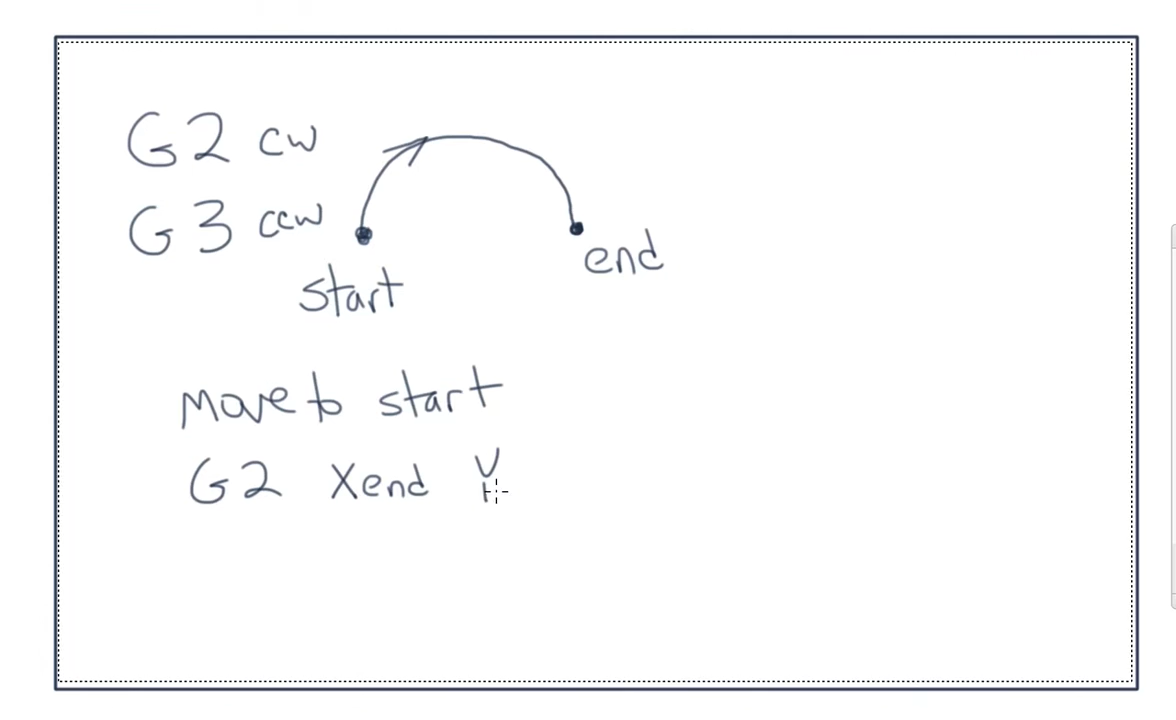 G2 cw
G3 ccw
start
end
Move to start
G2 Xend Y